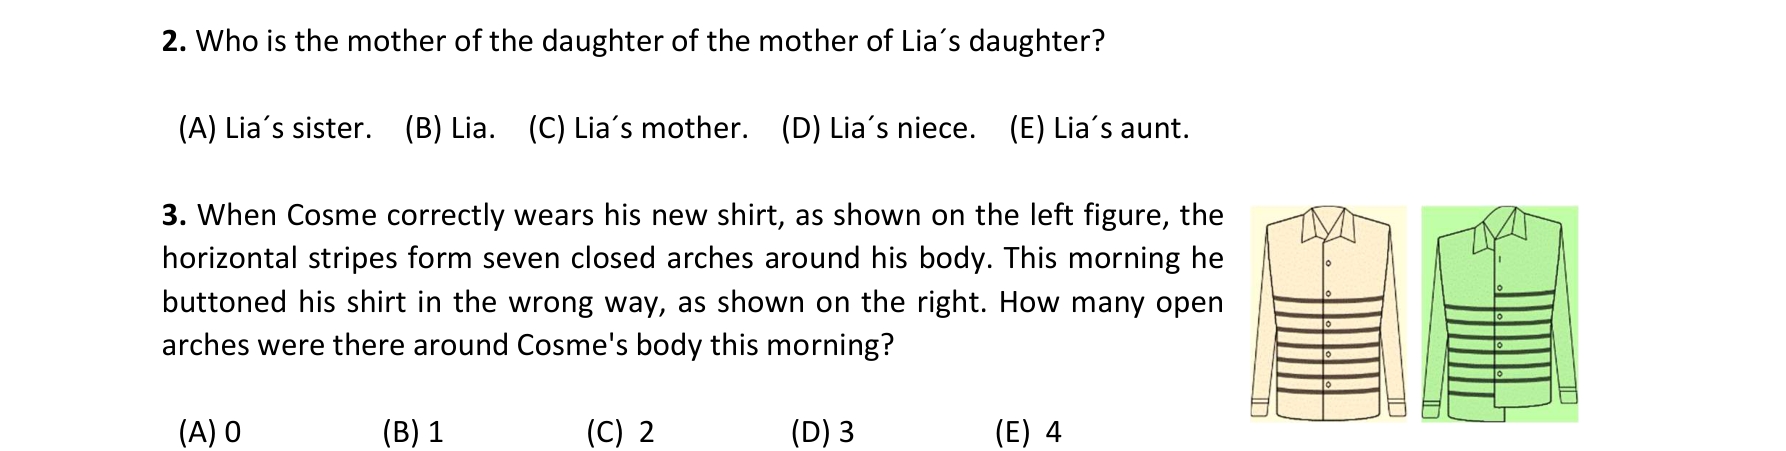 2. Who is the mother of the daughter of the mother of Lia´s daughter?
(A) Lia´s sister. (B) Lia. (C) Lia´s mother. (D) Lia´s niece. (E) Lia´s aunt.
3. When Cosme correctly wears his new shirt, as shown on the left figure, the
horizontal stripes form seven closed arches around his body. This morning he
buttoned his shirt in the wrong way, as shown on the right. How many open
arches were there around Cosme's body this morning?
(A) 0 (B) 1 (C) 2 (D) 3 (E) 4